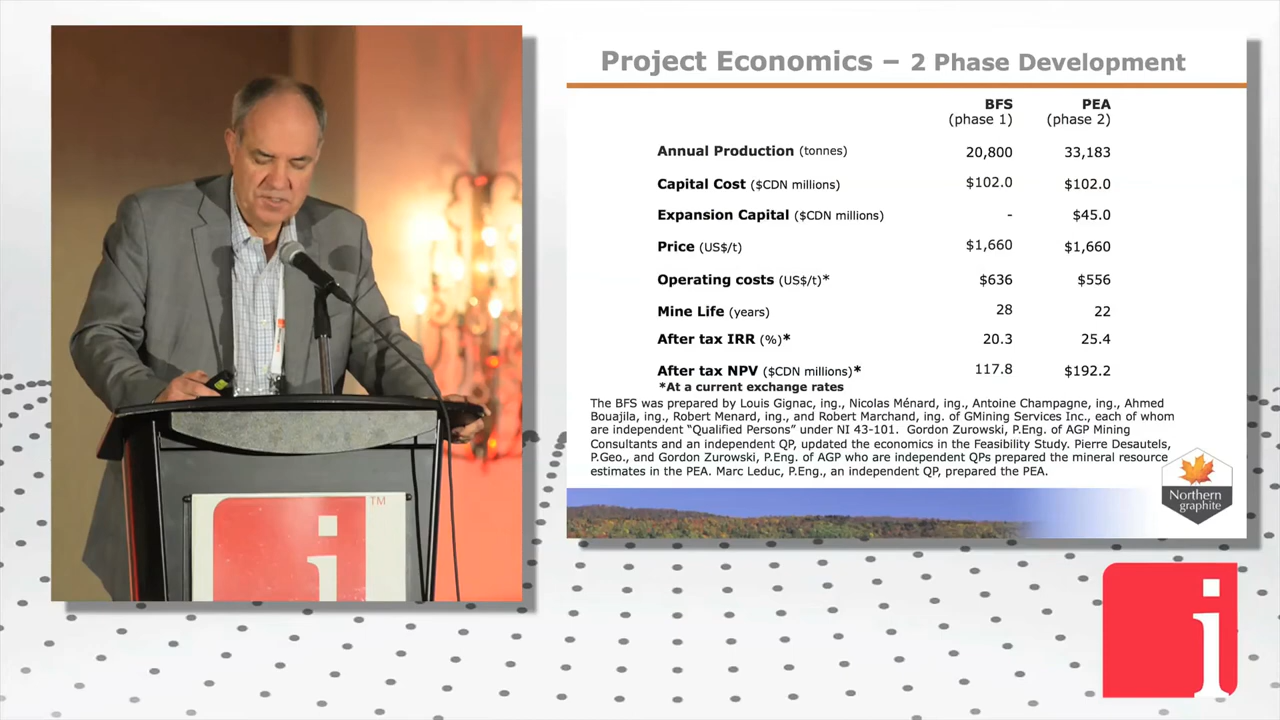 Project Economics – 2 Phase Development
BFS PEA
(phase 1) (phase 2)
Annual Production (tonnes) 20,800 33,183
Capital Cost ($CDN millions) $102.0 $102.0
Expansion Capital ($CDN millions) - $45.0
Price (US$/t) $1,660 $1,660
Operating costs (US$/t)* $636 $556
Mine Life (years) 28 22
After tax IRR (%)* 20.3 25.4
After tax NPV ($CDN millions)* 117.8 $192.2
*At a current exchange rates
The BFS was prepared by Louis Gignac, ing., Nicolas Ménard, ing., Antoine Champagne, ing., Ahmed
Bouajila, ing., Robert Menard, ing., and Robert Marchand, ing. of GMining Services Inc., each of whom
are independent “Qualified Persons” under NI 43-101. Gordon Zurowski, P.Eng. of AGP Mining
Consultants and an independent QP, updated the economics in the Feasibility Study. Pierre Desautels,
P.Geo., and Gordon Zurowski, P.Eng. of AGP who are independent QPs prepared the mineral resource
estimates in the PEA. Marc Leduc, P.Eng., an independent QP, prepared the PEA.
Northern
graphite
i
TM
i